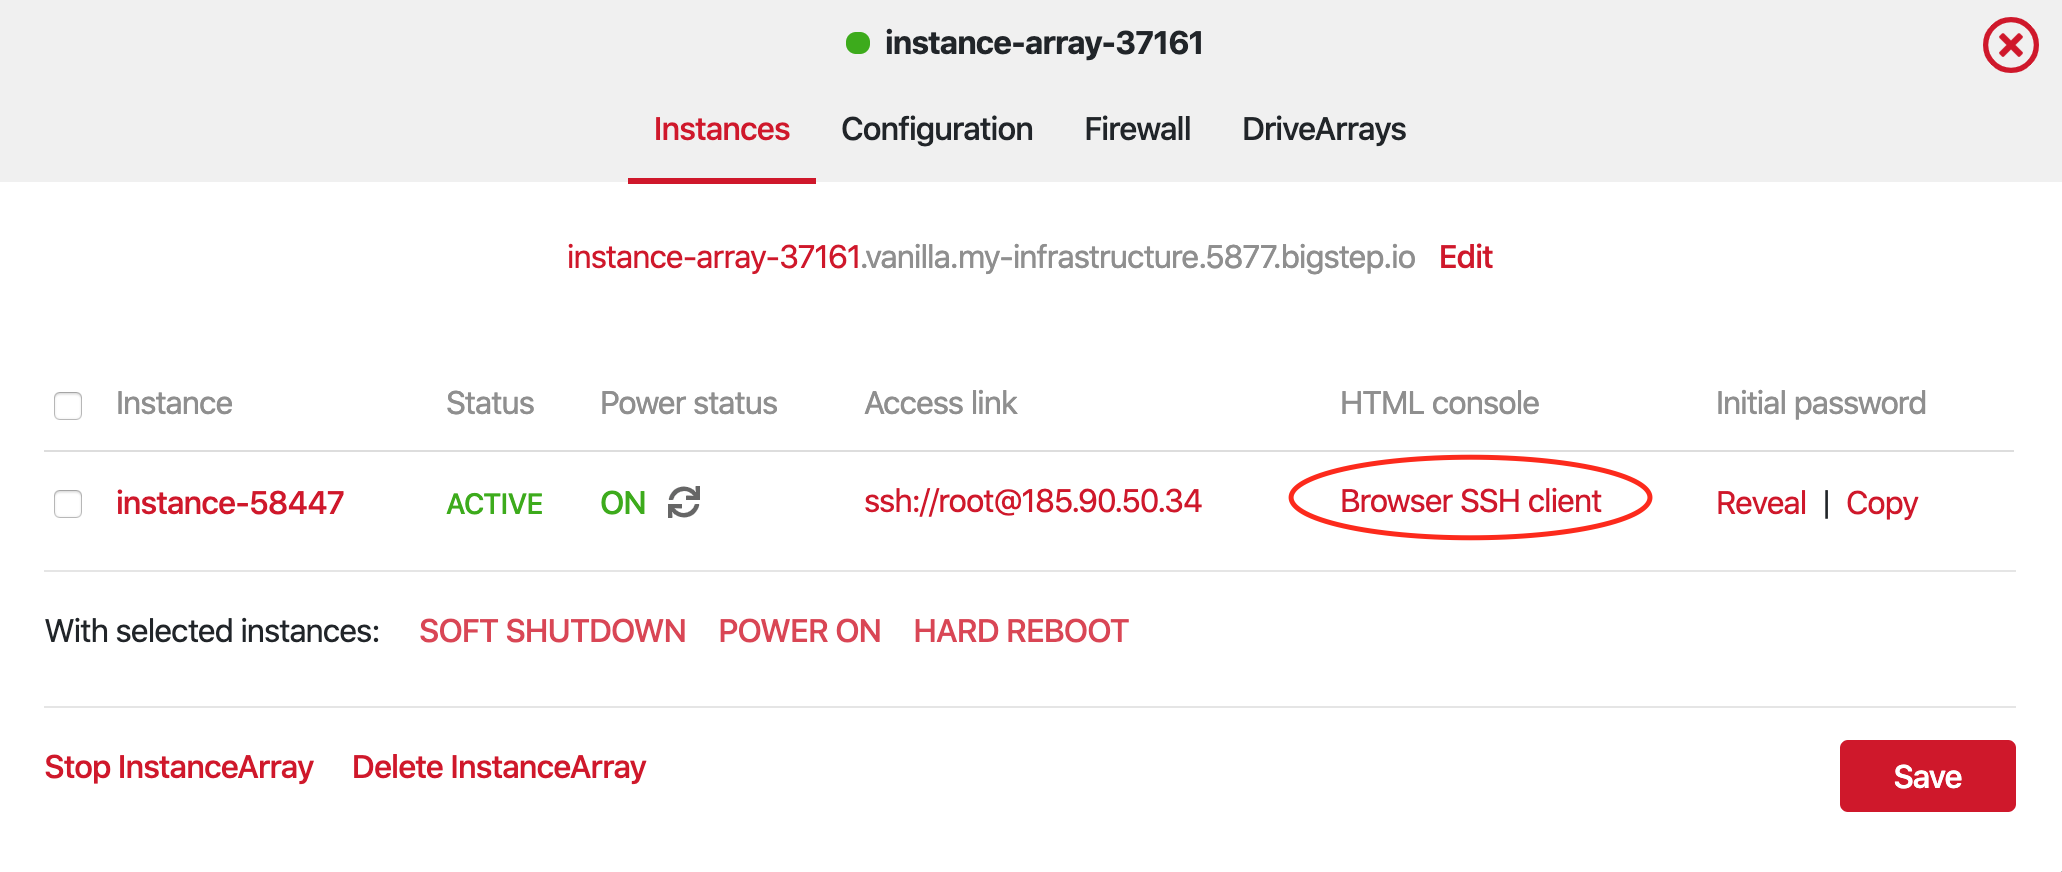 instance-array-37161
Instances Configuration Firewall DriveArrays
instance-array-37161.vanilla.my-infrastructure.5877.bigstep.io Edit
Instance Status Power status Access link HTML console Initial password
instance-58447 ACTIVE ON ssh://root@185.90.50.34 Browser SSH client Reveal | Copy
With selected instances: SOFT SHUTDOWN POWER ON HARD REBOOT
Stop InstanceArray Delete InstanceArray Save